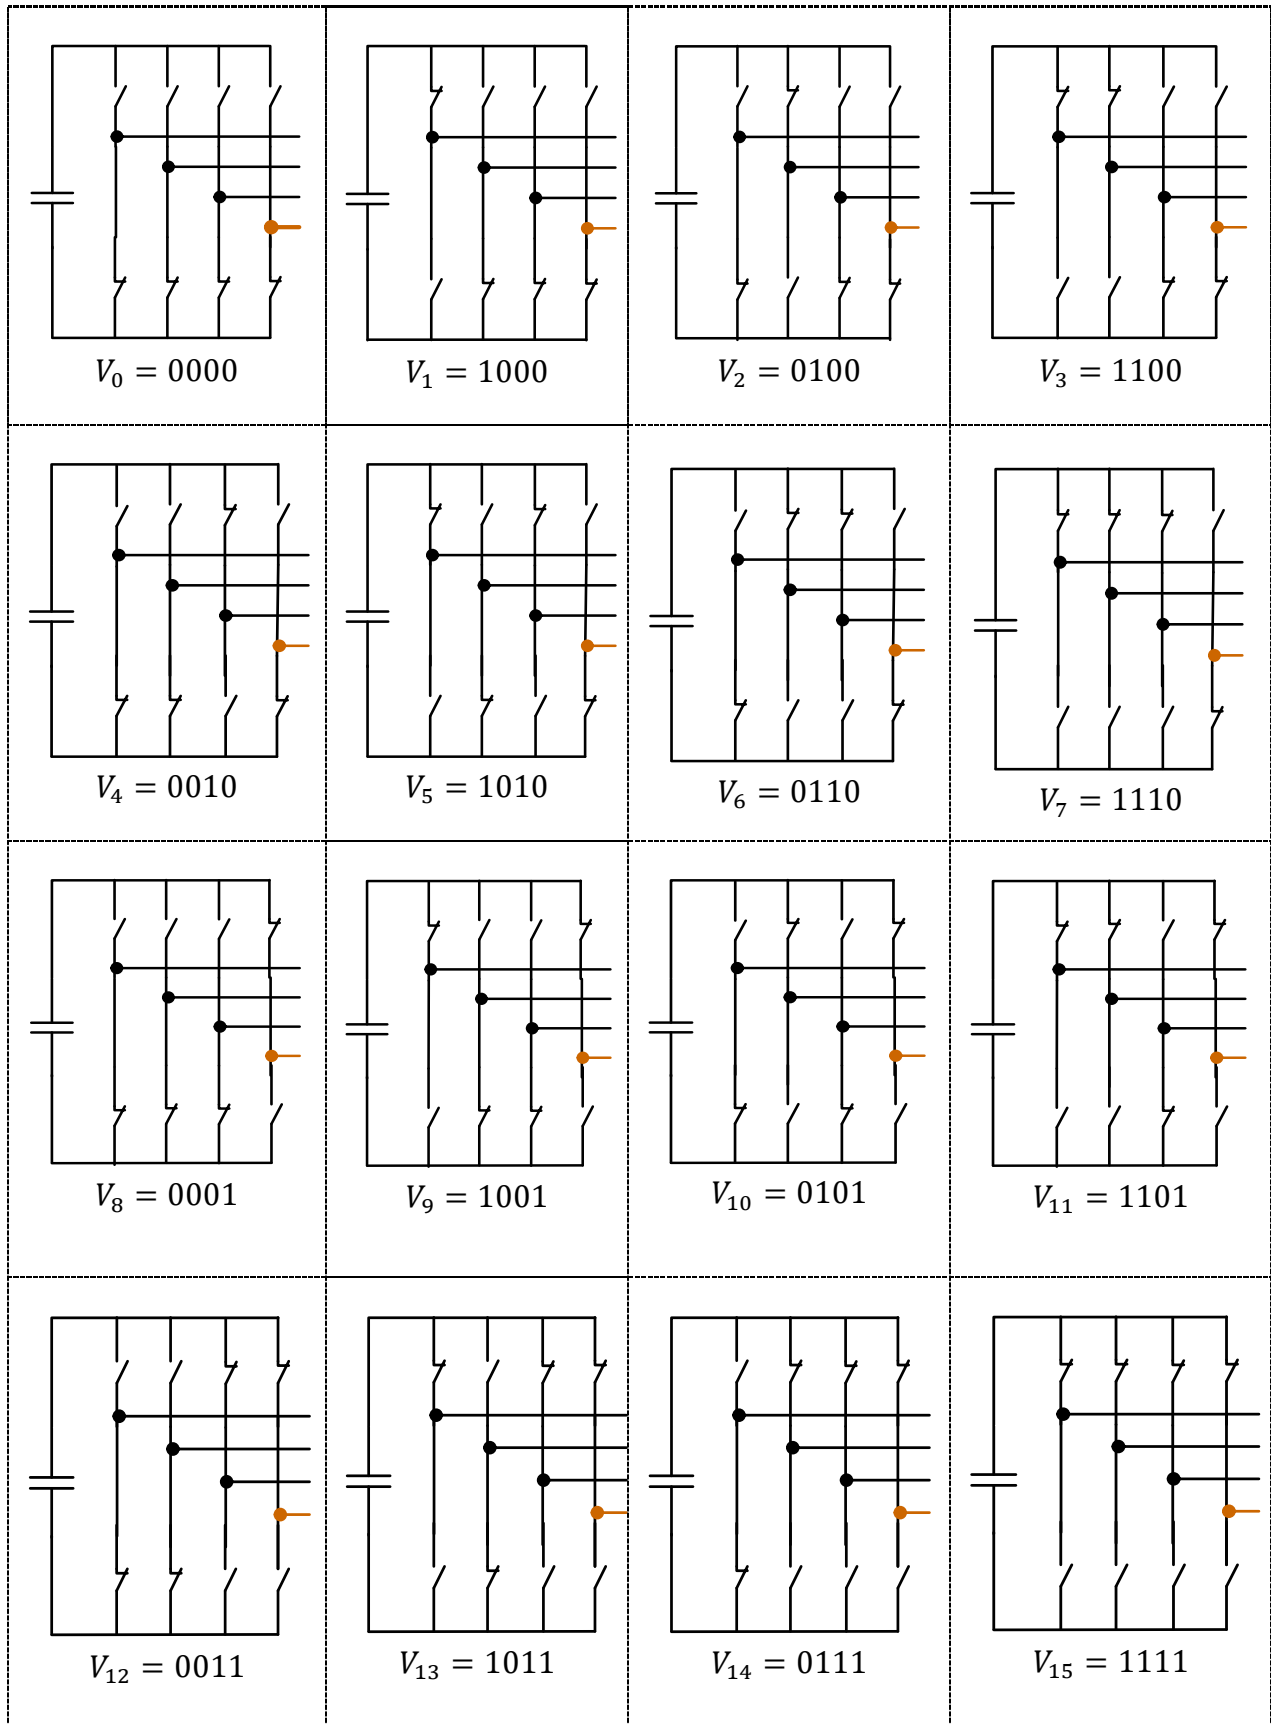 V₀ = 0000
V₁ = 1000
V₂ = 0100
V₃ = 1100
V₄ = 0010
V₅ = 1010
V₆ = 0110
V₇ = 1110
V₈ = 0001
V₉ = 1001
V₁₀ = 0101
V₁₁ = 1101
V₁₂ = 0011
V₁₃ = 1011
V₁₄ = 0111
V₁₅ = 1111